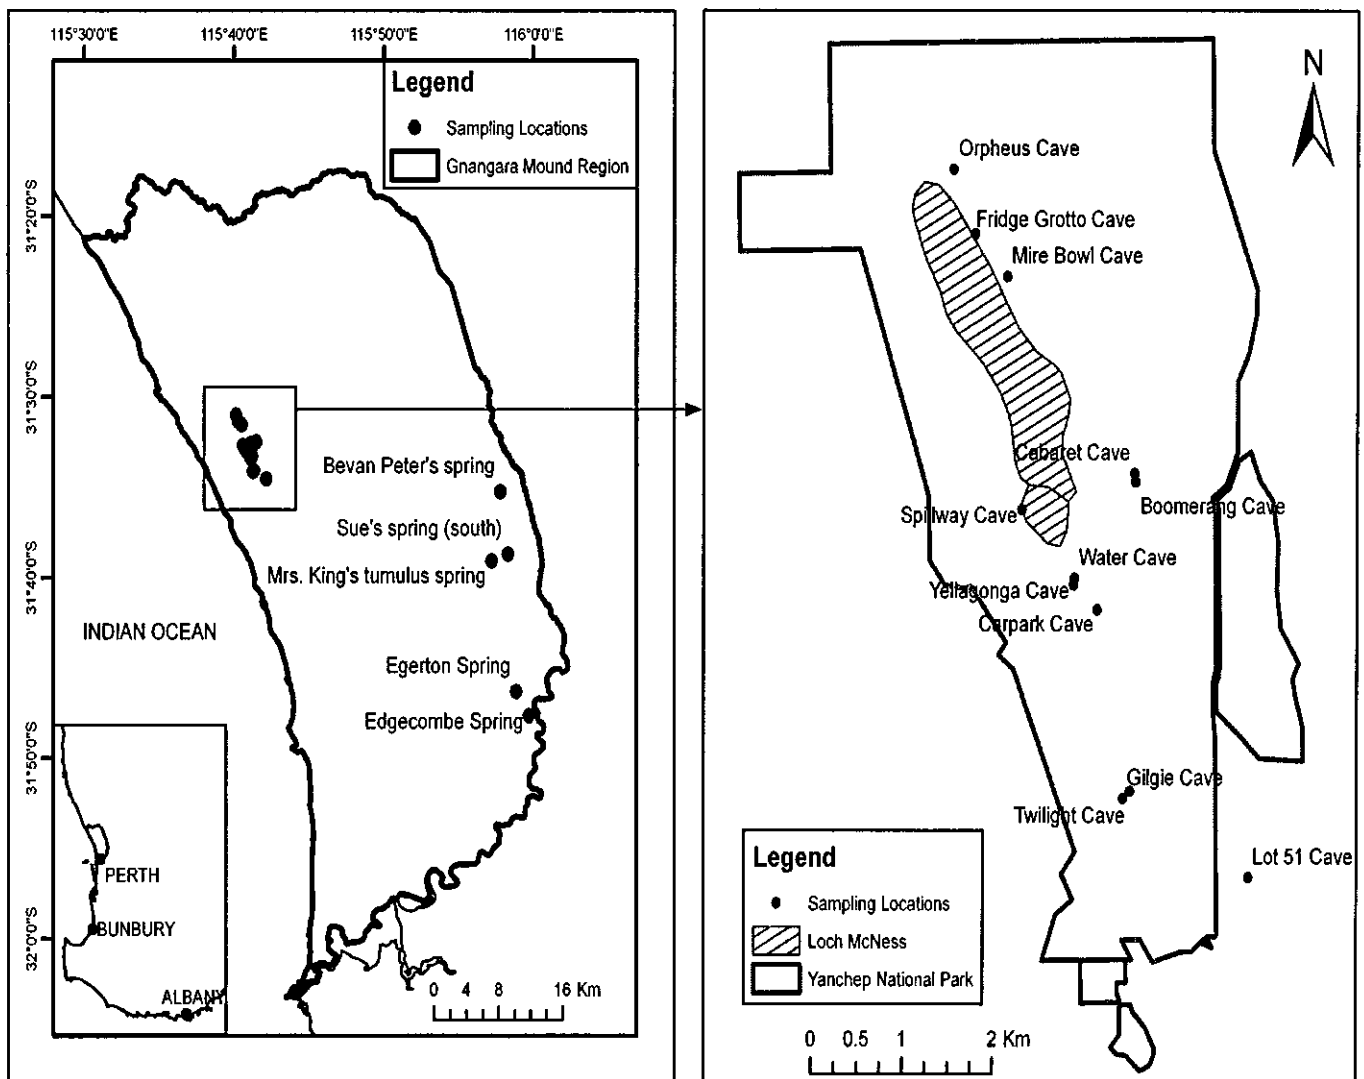 115°30'0"E
115°40'0"E
115°50'0"E
116°0'0"E
Legend
Sampling Locations
Gnangara Mound Region
31°20'0"S
31°30'0"S
31°40'0"S
31°50'0"S
32°0'0"S
Bevan Peter's spring
Sue's spring (south)
Mrs. King's tumulus spring
INDIAN OCEAN
Egerton Spring
Edgecombe Spring
PERTH
BUNBURY
ALBANY
0 4 8 16 Km
N
Orpheus Cave
Fridge Grotto Cave
Mire Bowl Cave
Cabaret Cave
Boomerang Cave
Spillway Cave
Water Cave
Yellagonga Cave
Carpark Cave
Gilgie Cave
Twilight Cave
Lot 51 Cave
Legend
Sampling Locations
Loch McNess
Yanchep National Park
0 0.5 1 2 Km